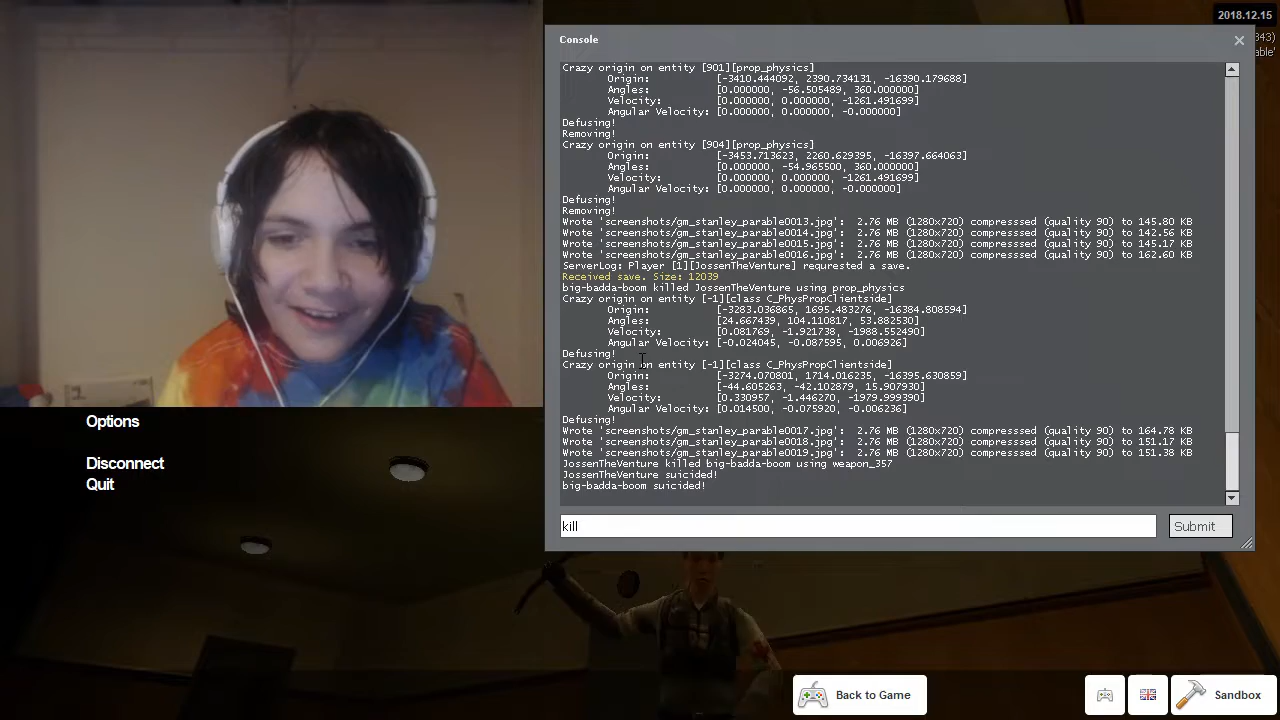 2018.12.15
Console
343)
able'
Crazy origin on entity [901][prop_physics]
Origin: [-3410.444092, 2390.734131, -16390.179688]
Angles: [0.000000, -56.505489, 360.000000]
Velocity: [0.000000, 0.000000, -1261.491699]
Angular Velocity: [0.000000, 0.000000, -0.000000]
Defusing!
Removing!
Crazy origin on entity [904][prop_physics]
Origin: [-3453.713623, 2260.629395, -16397.664063]
Angles: [0.000000, -54.965500, 360.000000]
Velocity: [0.000000, 0.000000, -1261.491699]
Angular Velocity: [0.000000, 0.000000, -0.000000]
Defusing!
Removing!
Wrote 'screenshots/gm_stanley_parable0013.jpg': 2.76 MB (1280x720) compresssed (quality 90) to 145.80 KB
Wrote 'screenshots/gm_stanley_parable0014.jpg': 2.76 MB (1280x720) compresssed (quality 90) to 142.56 KB
Wrote 'screenshots/gm_stanley_parable0015.jpg': 2.76 MB (1280x720) compresssed (quality 90) to 145.17 KB
Wrote 'screenshots/gm_stanley_parable0016.jpg': 2.76 MB (1280x720) compresssed (quality 90) to 162.60 KB
ServerLog: Player [1][JossenTheVenture] requrested a save.
Received save. Size: 12039
big-badda-boom killed JossenTheVenture using prop_physics
Crazy origin on entity [-1][class C_PhysPropClientside]
Origin: [-3283.036865, 1695.483276, -16384.808594]
Angles: [24.667439, 104.110817, 53.882530]
Velocity: [0.081769, -1.921738, -1988.552490]
Angular Velocity: [-0.024045, -0.087595, 0.006926]
Defusing!
Crazy origin on entity [-1][class C_PhysPropClientside]
Origin: [-3274.070801, 1714.016235, -16395.630859]
Angles: [-44.605263, -42.102879, 15.907930]
Velocity: [0.330957, -1.446270, -1979.999390]
Angular Velocity: [0.014500, -0.075920, -0.006236]
Defusing!
Wrote 'screenshots/gm_stanley_parable0017.jpg': 2.76 MB (1280x720) compresssed (quality 90) to 164.78 KB
Wrote 'screenshots/gm_stanley_parable0018.jpg': 2.76 MB (1280x720) compresssed (quality 90) to 151.17 KB
Wrote 'screenshots/gm_stanley_parable0019.jpg': 2.76 MB (1280x720) compresssed (quality 90) to 151.38 KB
JossenTheVenture killed big-badda-boom using weapon_357
JossenTheVenture suicided!
big-badda-boom suicided!
kill
Submit
Options
Disconnect
Quit
Back to Game
Sandbox